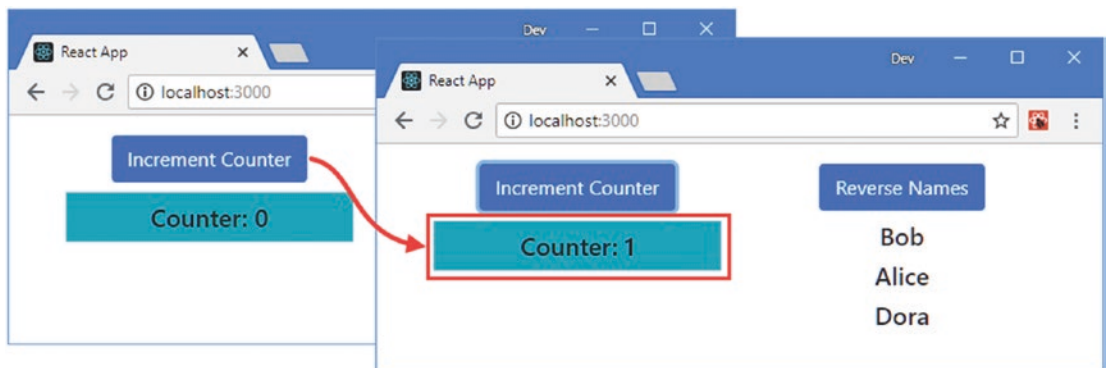 Dev
React App
localhost:3000
Increment Counter
Counter: 0
Dev
React App
localhost:3000
Increment Counter
Reverse Names
Counter: 1
Bob
Alice
Dora